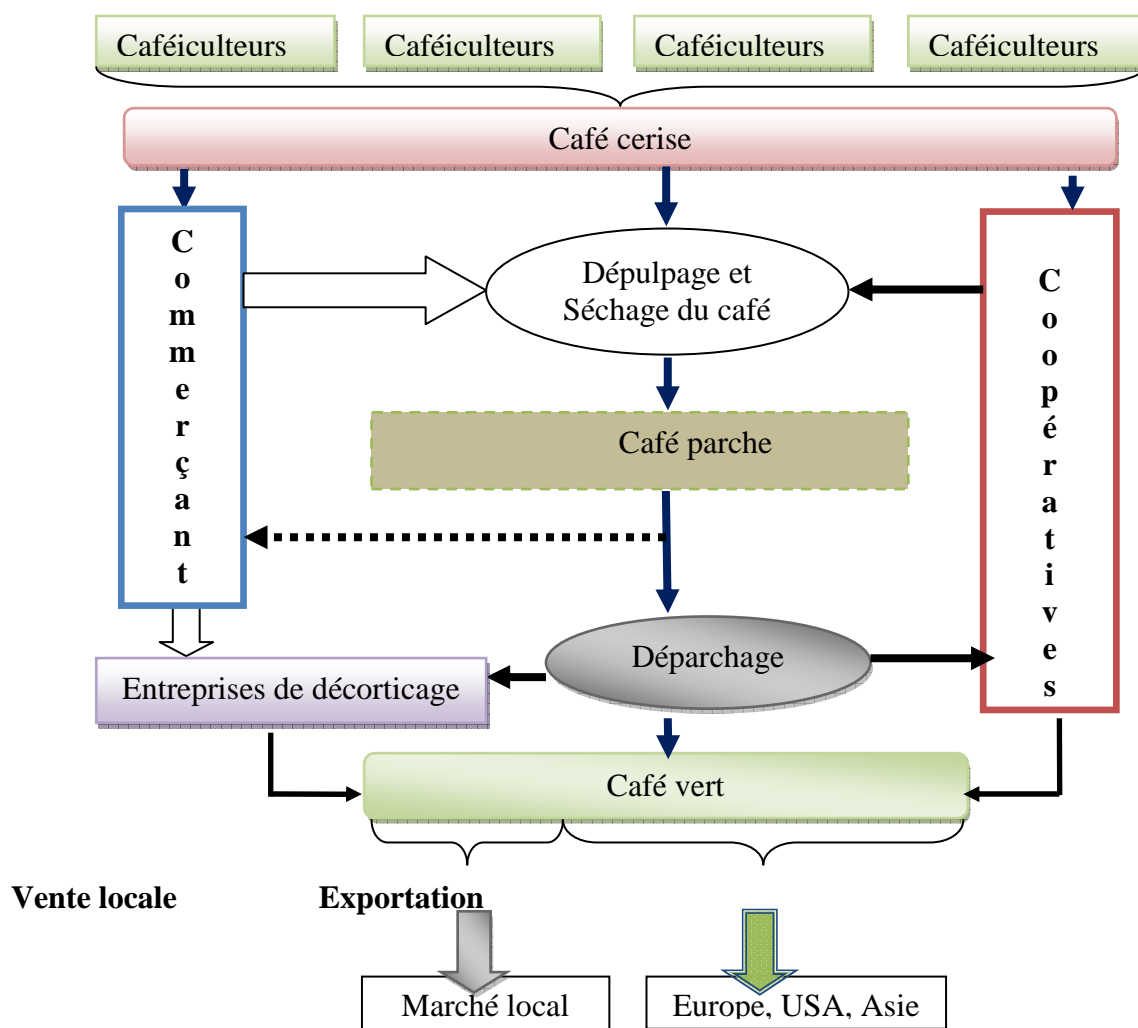 Caféiculteurs Caféiculteurs Caféiculteurs Caféiculteurs
Café cerise
Commerçant
Dépulpage et
Séchage du café
Coopératives
Café parche
Déparchage
Entreprises de décorticage
Café vert
Vente locale Exportation
Marché local Europe, USA, Asie